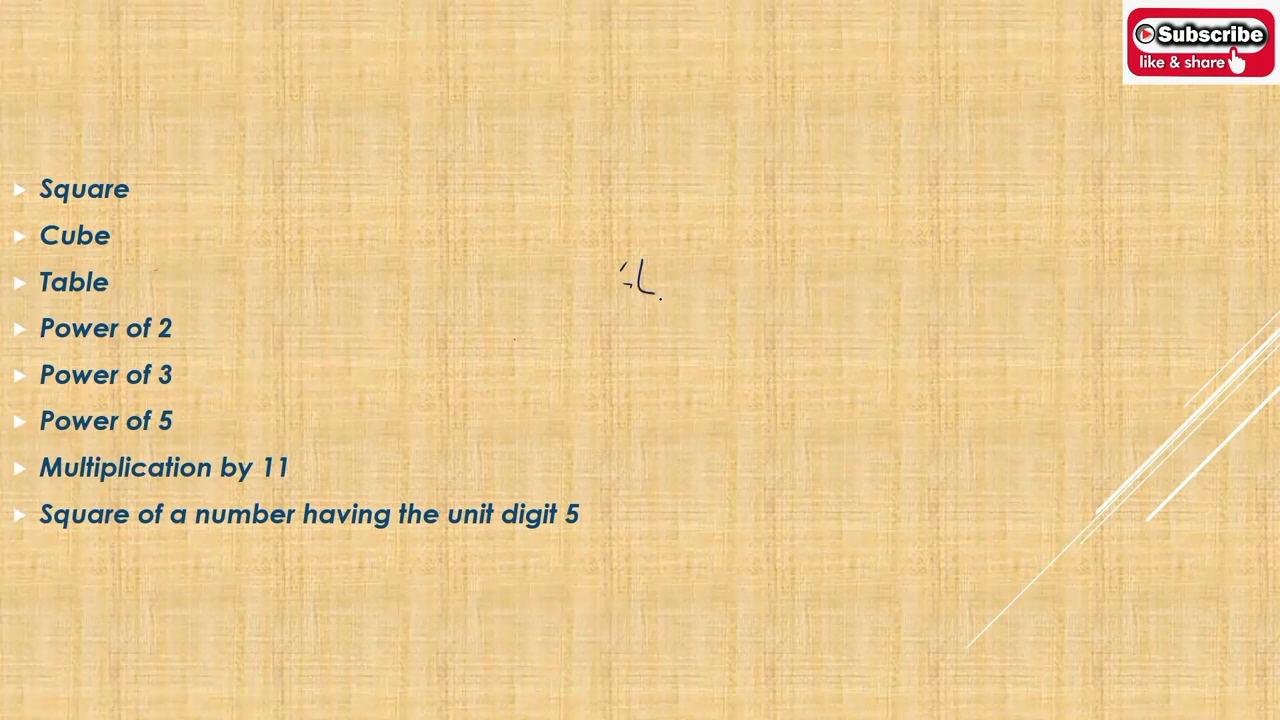 Subscribe
like & share
Square
Cube
Table
Power of 2
Power of 3
Power of 5
Multiplication by 11
Square of a number having the unit digit 5